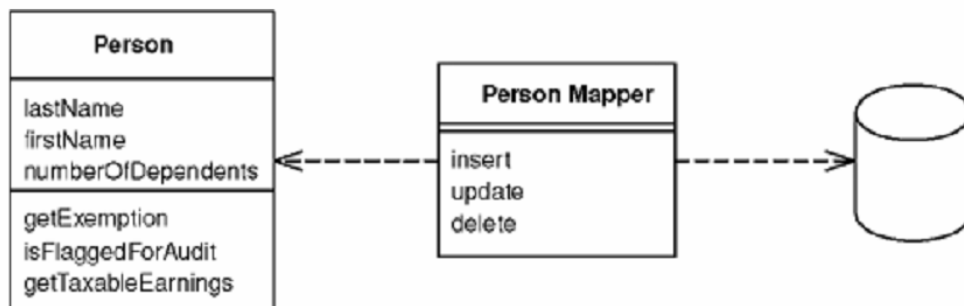 Person
lastName
firstName
numberOfDependents
getExemption
isFlaggedForAudit
getTaxableEarnings
Person Mapper
insert
update
delete